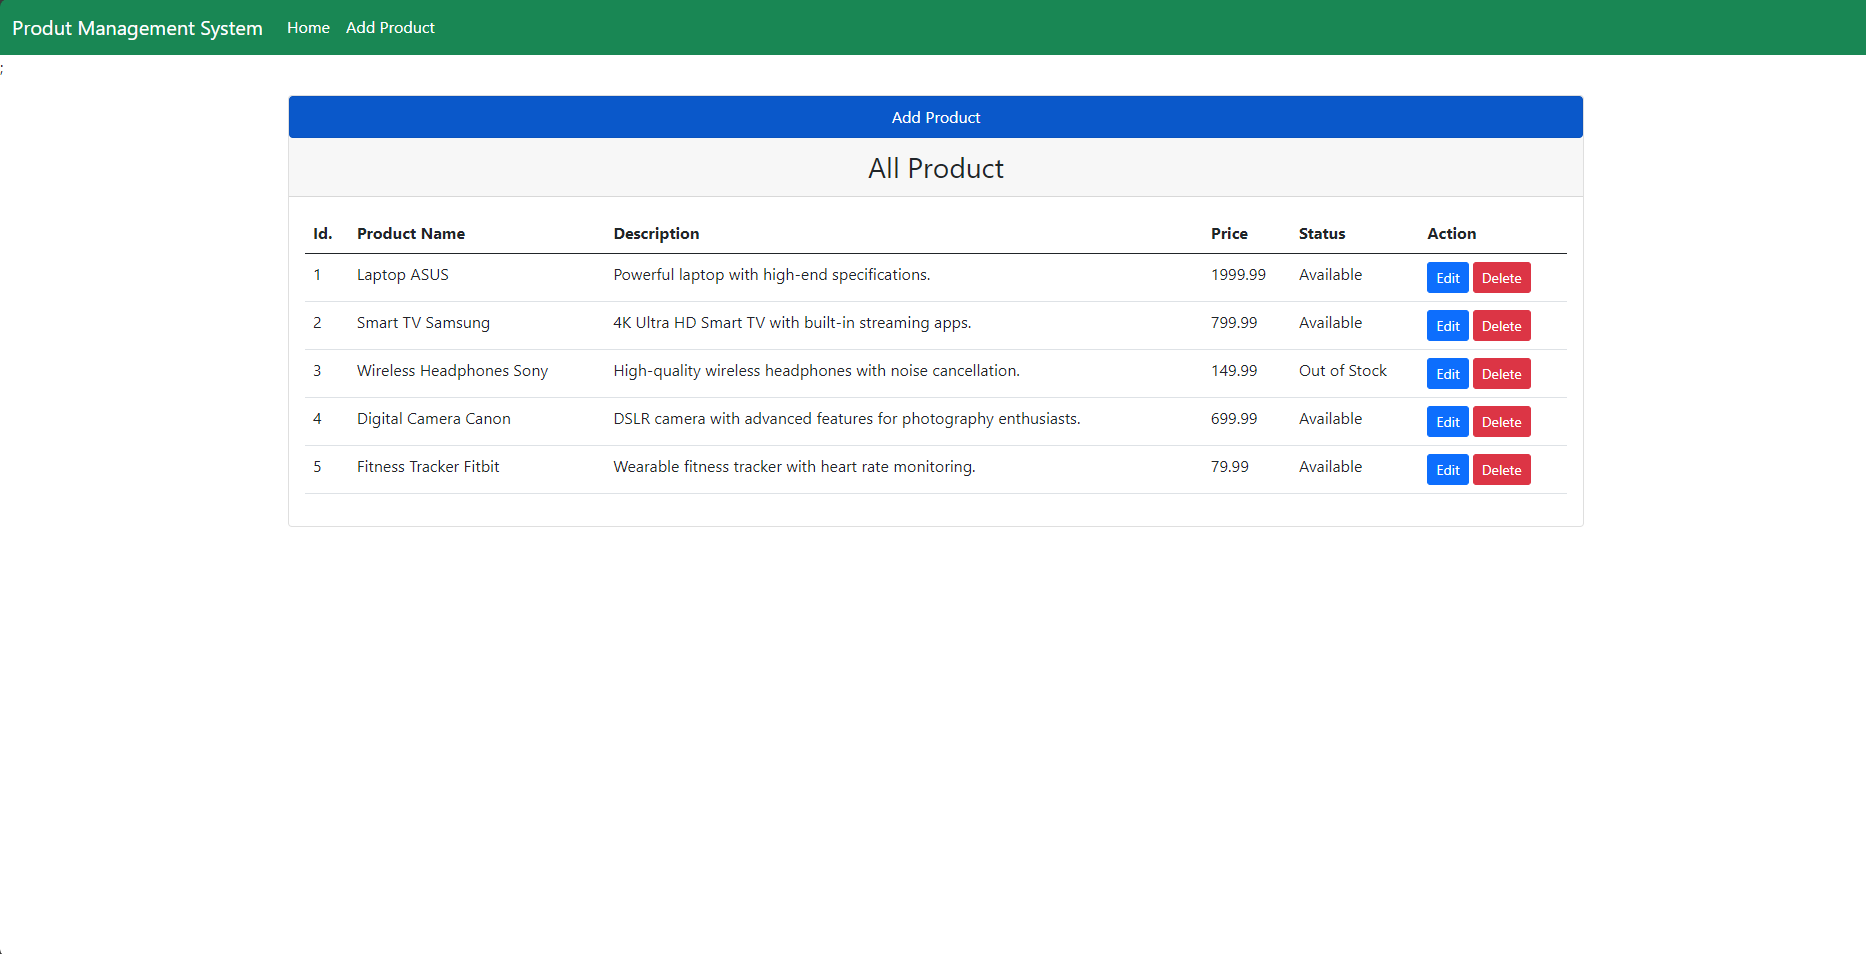 Produt Management System Home Add Product
;
Add Product
All Product
Id. Product Name Description Price Status Action
1 Laptop ASUS Powerful laptop with high-end specifications. 1999.99 Available Edit Delete
2 Smart TV Samsung 4K Ultra HD Smart TV with built-in streaming apps. 799.99 Available Edit Delete
3 Wireless Headphones Sony High-quality wireless headphones with noise cancellation. 149.99 Out of Stock Edit Delete
4 Digital Camera Canon DSLR camera with advanced features for photography enthusiasts. 699.99 Available Edit Delete
5 Fitness Tracker Fitbit Wearable fitness tracker with heart rate monitoring. 79.99 Available Edit Delete